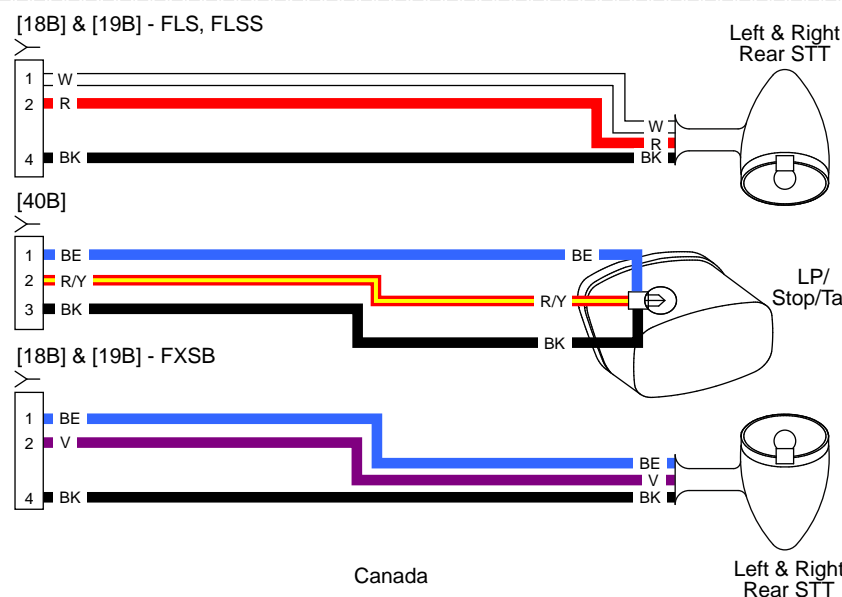 [18B] & [19B] - FLS, FLSS
Left & Right
Rear STT
1 W
2 R
W
R
4 BK BK
[40B]
1 BE BE
2 R/Y R/Y
3 BK BK
LP/
Stop/Ta
[18B] & [19B] - FXSB
1 BE
2 V
BE
V
4 BK BK
Left & Right
Rear STT
Canada